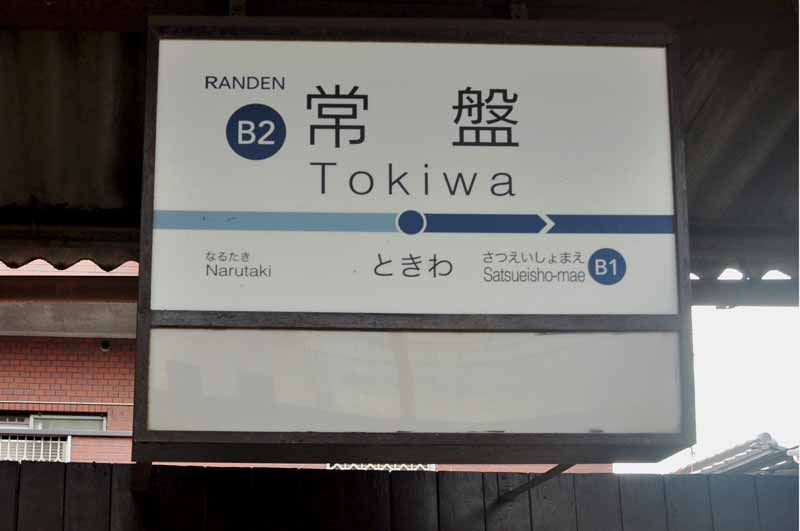 RANDEN
B2 常盤
Tokiwa
なるたき
Narutaki
ときわ
さつえいしょまえ
Satsueisho-mae
B1